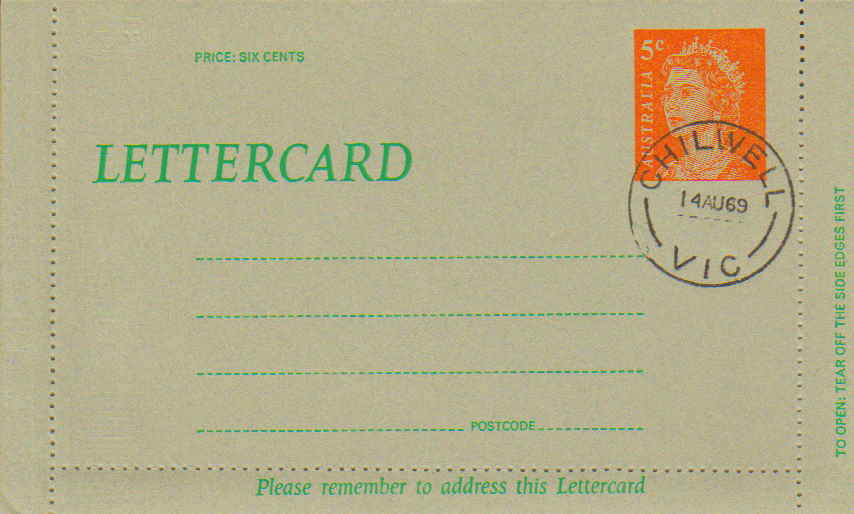 PRICE: SIX CENTS
5c
AUSTRALIA
LETTERCARD
CHILWELL
14AU69
VIC
POSTCODE
Please remember to address this Lettercard
TO OPEN: TEAR OFF THE SIDE EDGES FIRST